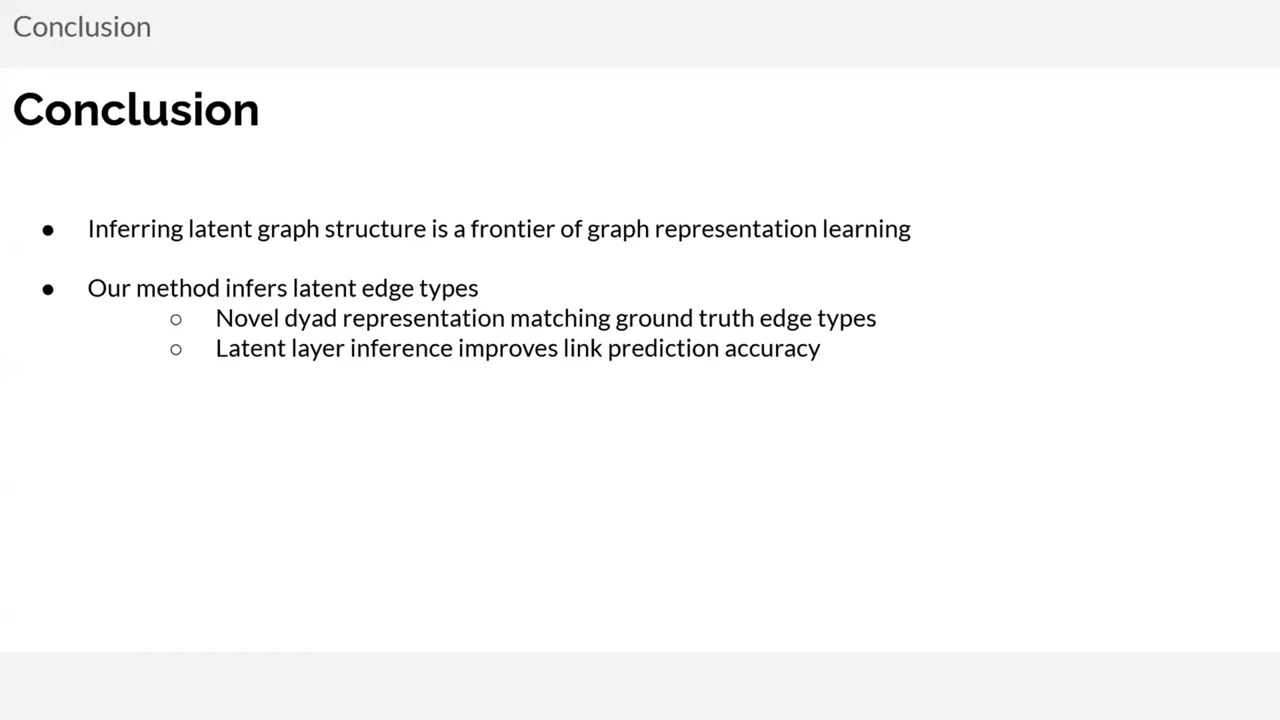 Conclusion
Conclusion
● Inferring latent graph structure is a frontier of graph representation learning
● Our method infers latent edge types
○ Novel dyad representation matching ground truth edge types
○ Latent layer inference improves link prediction accuracy